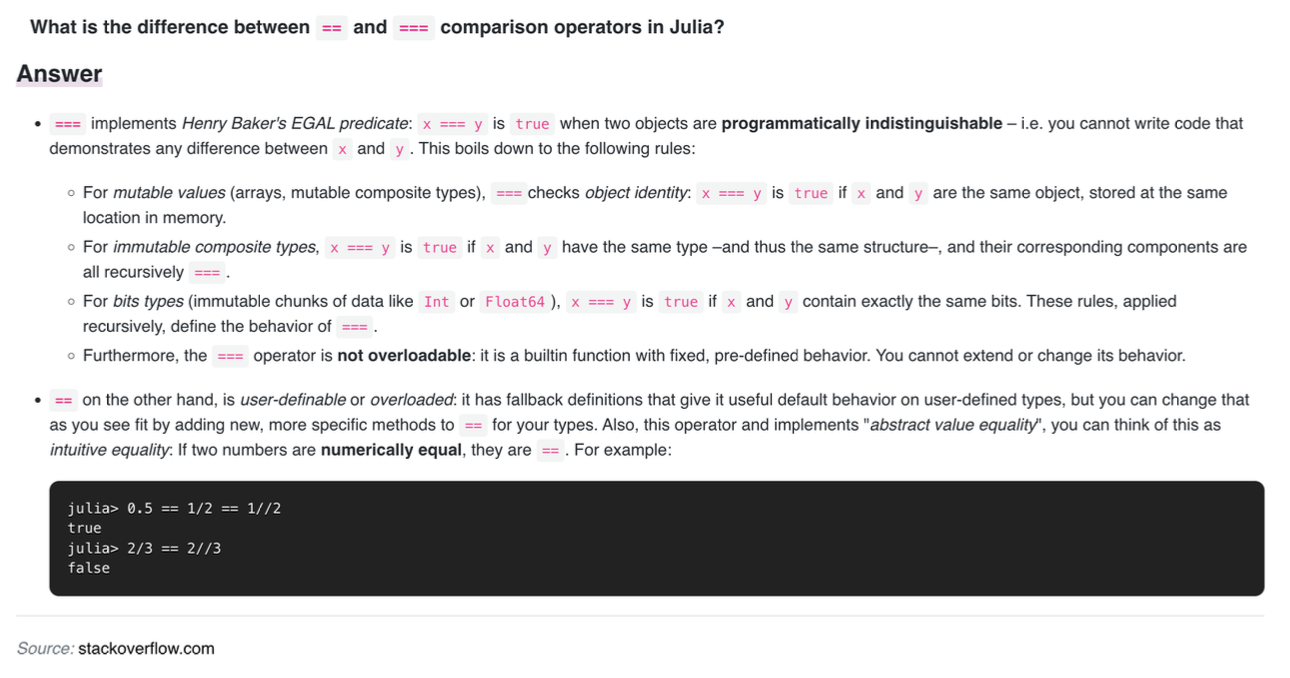 What is the difference between == and === comparison operators in Julia?
Answer
• === implements Henry Baker's EGAL predicate: x === y is true when two objects are programmatically indistinguishable – i.e. you cannot write code that
demonstrates any difference between x and y . This boils down to the following rules:
◦ For mutable values (arrays, mutable composite types), === checks object identity: x === y is true if x and y are the same object, stored at the same
location in memory.
◦ For immutable composite types, x === y is true if x and y have the same type –and thus the same structure–, and their corresponding components are
all recursively === .
◦ For bits types (immutable chunks of data like Int or Float64 ), x === y is true if x and y contain exactly the same bits. These rules, applied
recursively, define the behavior of === .
◦ Furthermore, the === operator is not overloadable: it is a builtin function with fixed, pre-defined behavior. You cannot extend or change its behavior.
• == on the other hand, is user-definable or overloaded: it has fallback definitions that give it useful default behavior on user-defined types, but you can change that
as you see fit by adding new, more specific methods to == for your types. Also, this operator and implements "abstract value equality", you can think of this as
intuitive equality: If two numbers are numerically equal, they are == . For example:
julia> 0.5 == 1/2 == 1//2
true
julia> 2/3 == 2//3
false
Source: stackoverflow.com